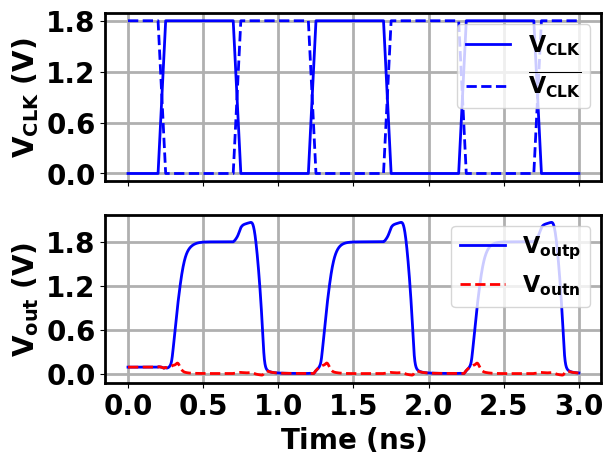 1.8
1.2
0.6
0.0
V_CLK (V)
V_CLK
V̅_CLK
1.8
1.2
0.6
0.0
V_out (V)
V_outp
V_outn
0.0 0.5 1.0 1.5 2.0 2.5 3.0
Time (ns)